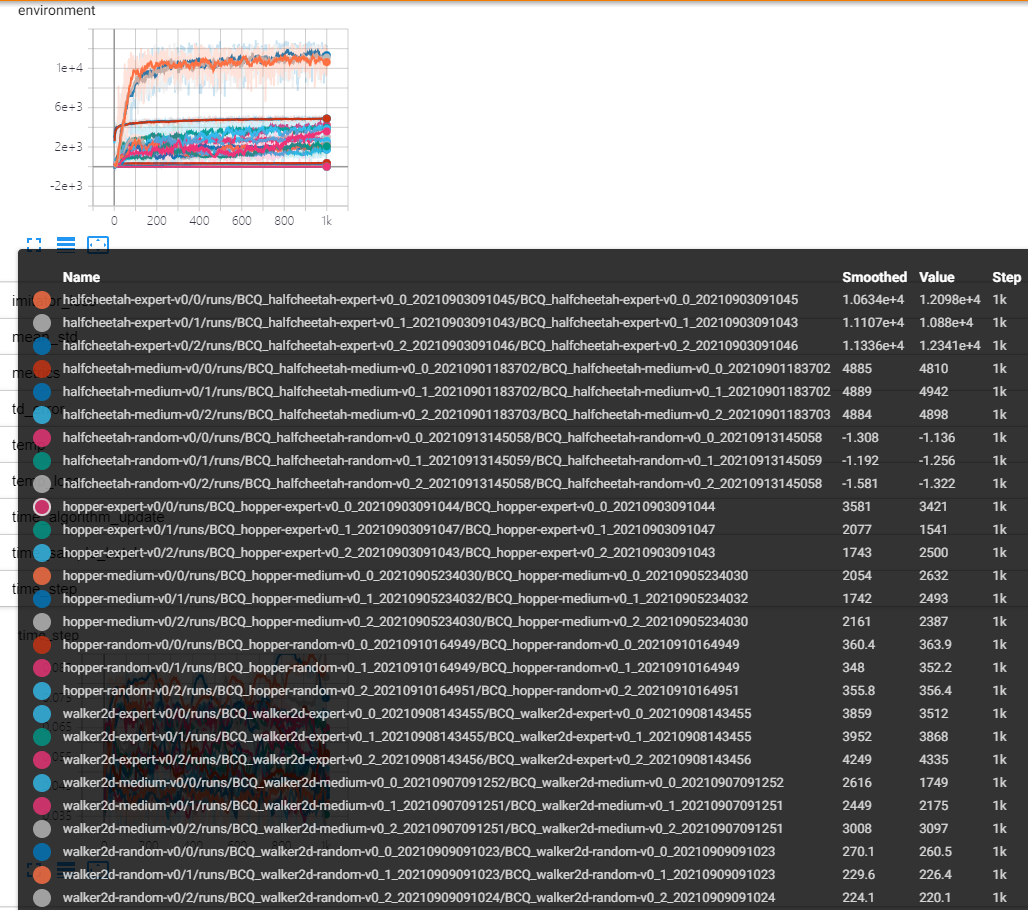 environment
1e+4
6e+3
2e+3
-2e+3
0 200 400 600 800 1k
Name Smoothed Value Step
halfcheetah-expert-v0/0/runs/BCQ_halfcheetah-expert-v0_0_20210903091045/BCQ_halfcheetah-expert-v0_0_20210903091045 1.0634e+4 1.2098e+4 1k
halfcheetah-expert-v0/1/runs/BCQ_halfcheetah-expert-v0_1_20210903091043/BCQ_halfcheetah-expert-v0_1_20210903091043 1.1107e+4 1.088e+4 1k
halfcheetah-expert-v0/2/runs/BCQ_halfcheetah-expert-v0_2_20210903091046/BCQ_halfcheetah-expert-v0_2_20210903091046 1.1336e+4 1.2341e+4 1k
halfcheetah-medium-v0/0/runs/BCQ_halfcheetah-medium-v0_0_20210901183702/BCQ_halfcheetah-medium-v0_0_20210901183702 4885 4810 1k
halfcheetah-medium-v0/1/runs/BCQ_halfcheetah-medium-v0_1_20210901183702/BCQ_halfcheetah-medium-v0_1_20210901183702 4889 4942 1k
halfcheetah-medium-v0/2/runs/BCQ_halfcheetah-medium-v0_2_20210901183703/BCQ_halfcheetah-medium-v0_2_20210901183703 4884 4898 1k
halfcheetah-random-v0/0/runs/BCQ_halfcheetah-random-v0_0_20210913145058/BCQ_halfcheetah-random-v0_0_20210913145058 -1.308 -1.136 1k
halfcheetah-random-v0/1/runs/BCQ_halfcheetah-random-v0_1_20210913145059/BCQ_halfcheetah-random-v0_1_20210913145059 -1.192 -1.256 1k
halfcheetah-random-v0/2/runs/BCQ_halfcheetah-random-v0_2_20210913145058/BCQ_halfcheetah-random-v0_2_20210913145058 -1.581 -1.322 1k
hopper-expert-v0/0/runs/BCQ_hopper-expert-v0_0_20210903091044/BCQ_hopper-expert-v0_0_20210903091044 3581 3421 1k
hopper-expert-v0/1/runs/BCQ_hopper-expert-v0_1_20210903091047/BCQ_hopper-expert-v0_1_20210903091047 2077 1541 1k
hopper-expert-v0/2/runs/BCQ_hopper-expert-v0_2_20210903091043/BCQ_hopper-expert-v0_2_20210903091043 1743 2500 1k
hopper-medium-v0/0/runs/BCQ_hopper-medium-v0_0_20210905234030/BCQ_hopper-medium-v0_0_20210905234030 2054 2632 1k
hopper-medium-v0/1/runs/BCQ_hopper-medium-v0_1_20210905234032/BCQ_hopper-medium-v0_1_20210905234032 1742 2493 1k
hopper-medium-v0/2/runs/BCQ_hopper-medium-v0_2_20210905234030/BCQ_hopper-medium-v0_2_20210905234030 2161 2387 1k
hopper-random-v0/0/runs/BCQ_hopper-random-v0_0_20210910164949/BCQ_hopper-random-v0_0_20210910164949 360.4 363.9 1k
hopper-random-v0/1/runs/BCQ_hopper-random-v0_1_20210910164949/BCQ_hopper-random-v0_1_20210910164949 348 352.2 1k
hopper-random-v0/2/runs/BCQ_hopper-random-v0_2_20210910164951/BCQ_hopper-random-v0_2_20210910164951 355.8 356.4 1k
walker2d-expert-v0/0/runs/BCQ_walker2d-expert-v0_0_20210908143455/BCQ_walker2d-expert-v0_0_20210908143455 3859 3512 1k
walker2d-expert-v0/1/runs/BCQ_walker2d-expert-v0_1_20210908143455/BCQ_walker2d-expert-v0_1_20210908143455 3952 3868 1k
walker2d-expert-v0/2/runs/BCQ_walker2d-expert-v0_2_20210908143456/BCQ_walker2d-expert-v0_2_20210908143456 4249 4335 1k
walker2d-medium-v0/0/runs/BCQ_walker2d-medium-v0_0_20210907091252/BCQ_walker2d-medium-v0_0_20210907091252 2616 1749 1k
walker2d-medium-v0/1/runs/BCQ_walker2d-medium-v0_1_20210907091251/BCQ_walker2d-medium-v0_1_20210907091251 2449 2175 1k
walker2d-medium-v0/2/runs/BCQ_walker2d-medium-v0_2_20210907091251/BCQ_walker2d-medium-v0_2_20210907091251 3008 3097 1k
walker2d-random-v0/0/runs/BCQ_walker2d-random-v0_0_20210909091023/BCQ_walker2d-random-v0_0_20210909091023 270.1 260.5 1k
walker2d-random-v0/1/runs/BCQ_walker2d-random-v0_1_20210909091023/BCQ_walker2d-random-v0_1_20210909091023 229.6 226.4 1k
walker2d-random-v0/2/runs/BCQ_walker2d-random-v0_2_20210909091024/BCQ_walker2d-random-v0_2_20210909091024 224.1 220.1 1k
time_algorithm_update
time_step
time_step